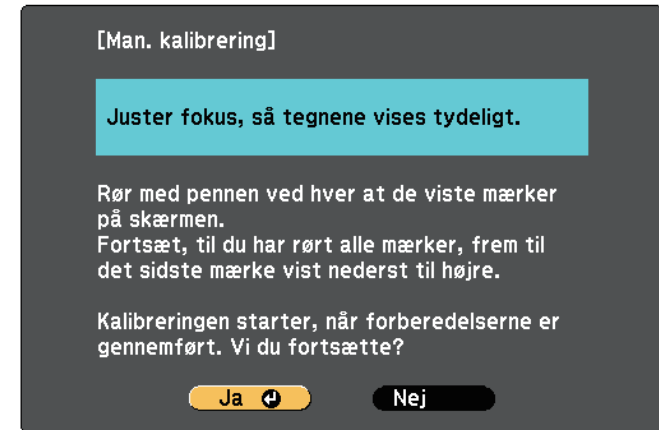 [Man. kalibrering]
Juster fokus, så tegnene vises tydeligt.
Rør med pennen ved hver at de viste mærker
på skærmen.
Fortsæt, til du har rørt alle mærker, frem til
det sidste mærke vist nederst til højre.
Kalibreringen starter, når forberedelserne er
gennemført. Vi du fortsætte?
Ja Nej